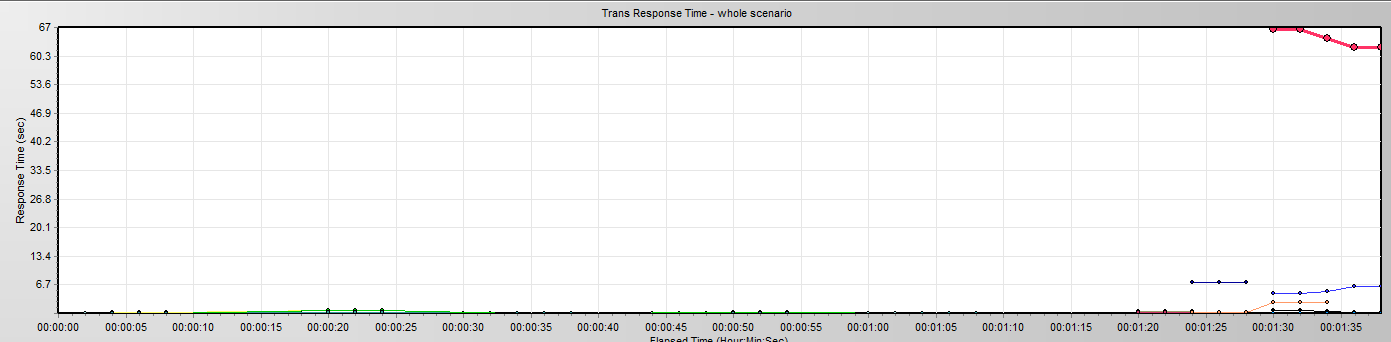 Trans Response Time - whole scenario
67
60.3
53.6
46.9
40.2
33.5
26.8
20.1
13.4
6.7
Response Time (sec)
00:00:00 00:00:05 00:00:10 00:00:15 00:00:20 00:00:25 00:00:30 00:00:35 00:00:40 00:00:45 00:00:50 00:00:55 00:01:00 00:01:05 00:01:10 00:01:15 00:01:20 00:01:25 00:01:30 00:01:35
Elapsed Time (Hour:Min:Sec)